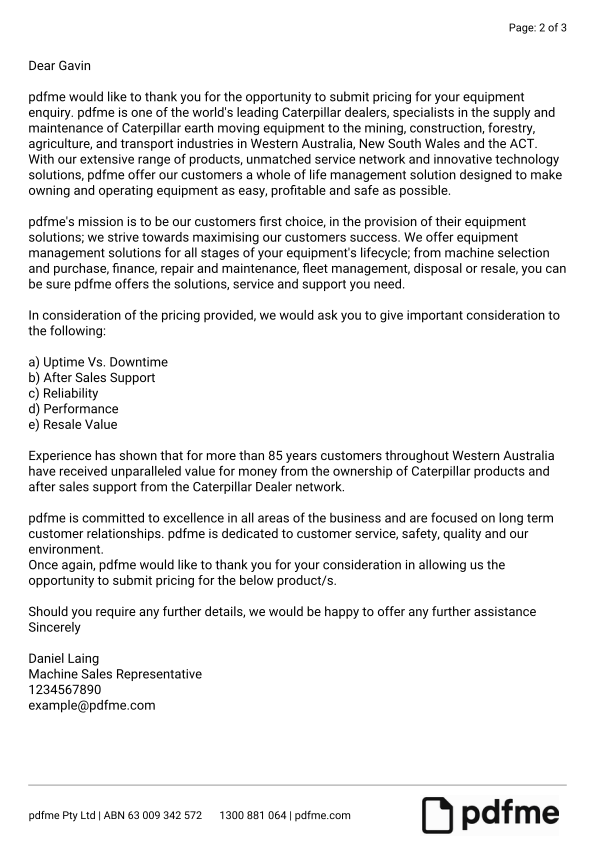 Page: 2 of 3
Dear Gavin
pdfme would like to thank you for the opportunity to submit pricing for your equipment
enquiry. pdfme is one of the world's leading Caterpillar dealers, specialists in the supply and
maintenance of Caterpillar earth moving equipment to the mining, construction, forestry,
agriculture, and transport industries in Western Australia, New South Wales and the ACT.
With our extensive range of products, unmatched service network and innovative technology
solutions, pdfme offer our customers a whole of life management solution designed to make
owning and operating equipment as easy, profitable and safe as possible.
pdfme's mission is to be our customers first choice, in the provision of their equipment
solutions; we strive towards maximising our customers success. We offer equipment
management solutions for all stages of your equipment's lifecycle; from machine selection
and purchase, finance, repair and maintenance, fleet management, disposal or resale, you can
be sure pdfme offers the solutions, service and support you need.
In consideration of the pricing provided, we would ask you to give important consideration to
the following:
a) Uptime Vs. Downtime
b) After Sales Support
c) Reliability
d) Performance
e) Resale Value
Experience has shown that for more than 85 years customers throughout Western Australia
have received unparalleled value for money from the ownership of Caterpillar products and
after sales support from the Caterpillar Dealer network.
pdfme is committed to excellence in all areas of the business and are focused on long term
customer relationships. pdfme is dedicated to customer service, safety, quality and our
environment.
Once again, pdfme would like to thank you for your consideration in allowing us the
opportunity to submit pricing for the below product/s.
Should you require any further details, we would be happy to offer any further assistance
Sincerely
Daniel Laing
Machine Sales Representative
1234567890
example@pdfme.com
pdfme Pty Ltd | ABN 63 009 342 572 1300 881 064 | pdfme.com
pdfme